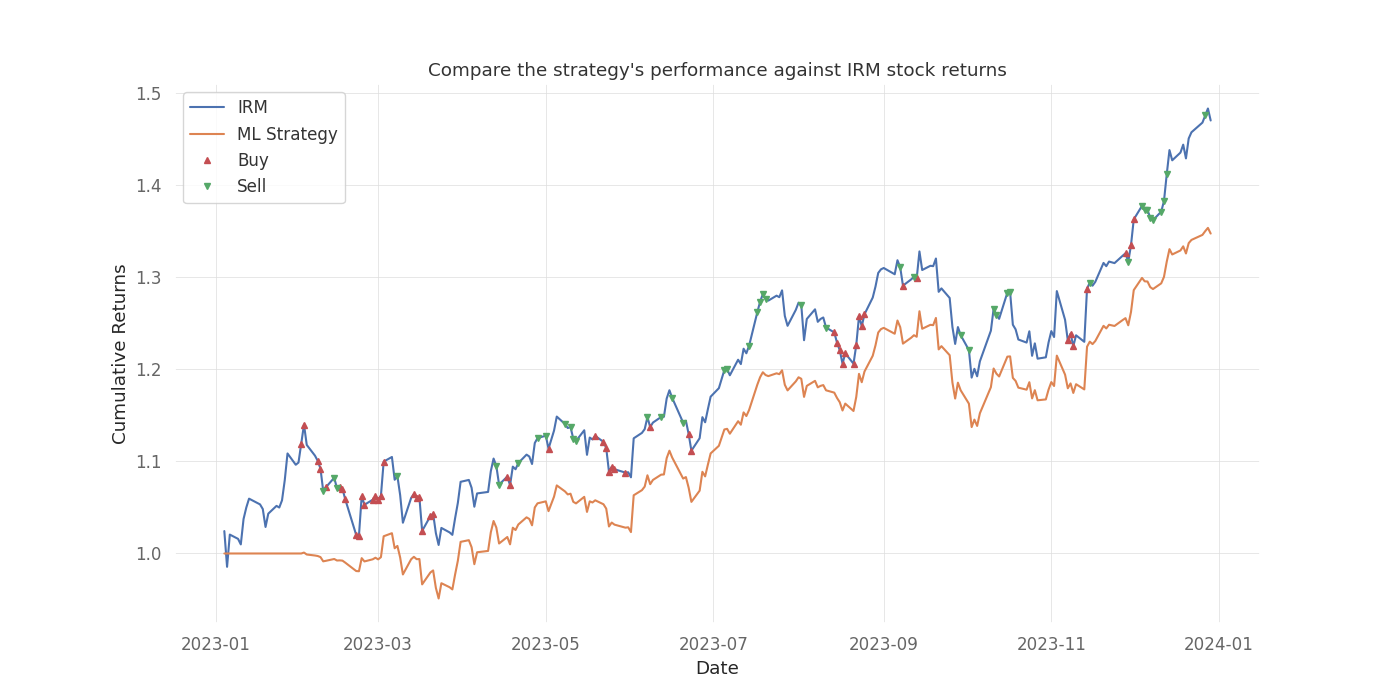 Compare the strategy's performance against IRM stock returns
IRM
ML Strategy
Buy
Sell
Cumulative Returns
1.5
1.4
1.3
1.2
1.1
1.0
2023-01 2023-03 2023-05 2023-07 2023-09 2023-11 2024-01
Date